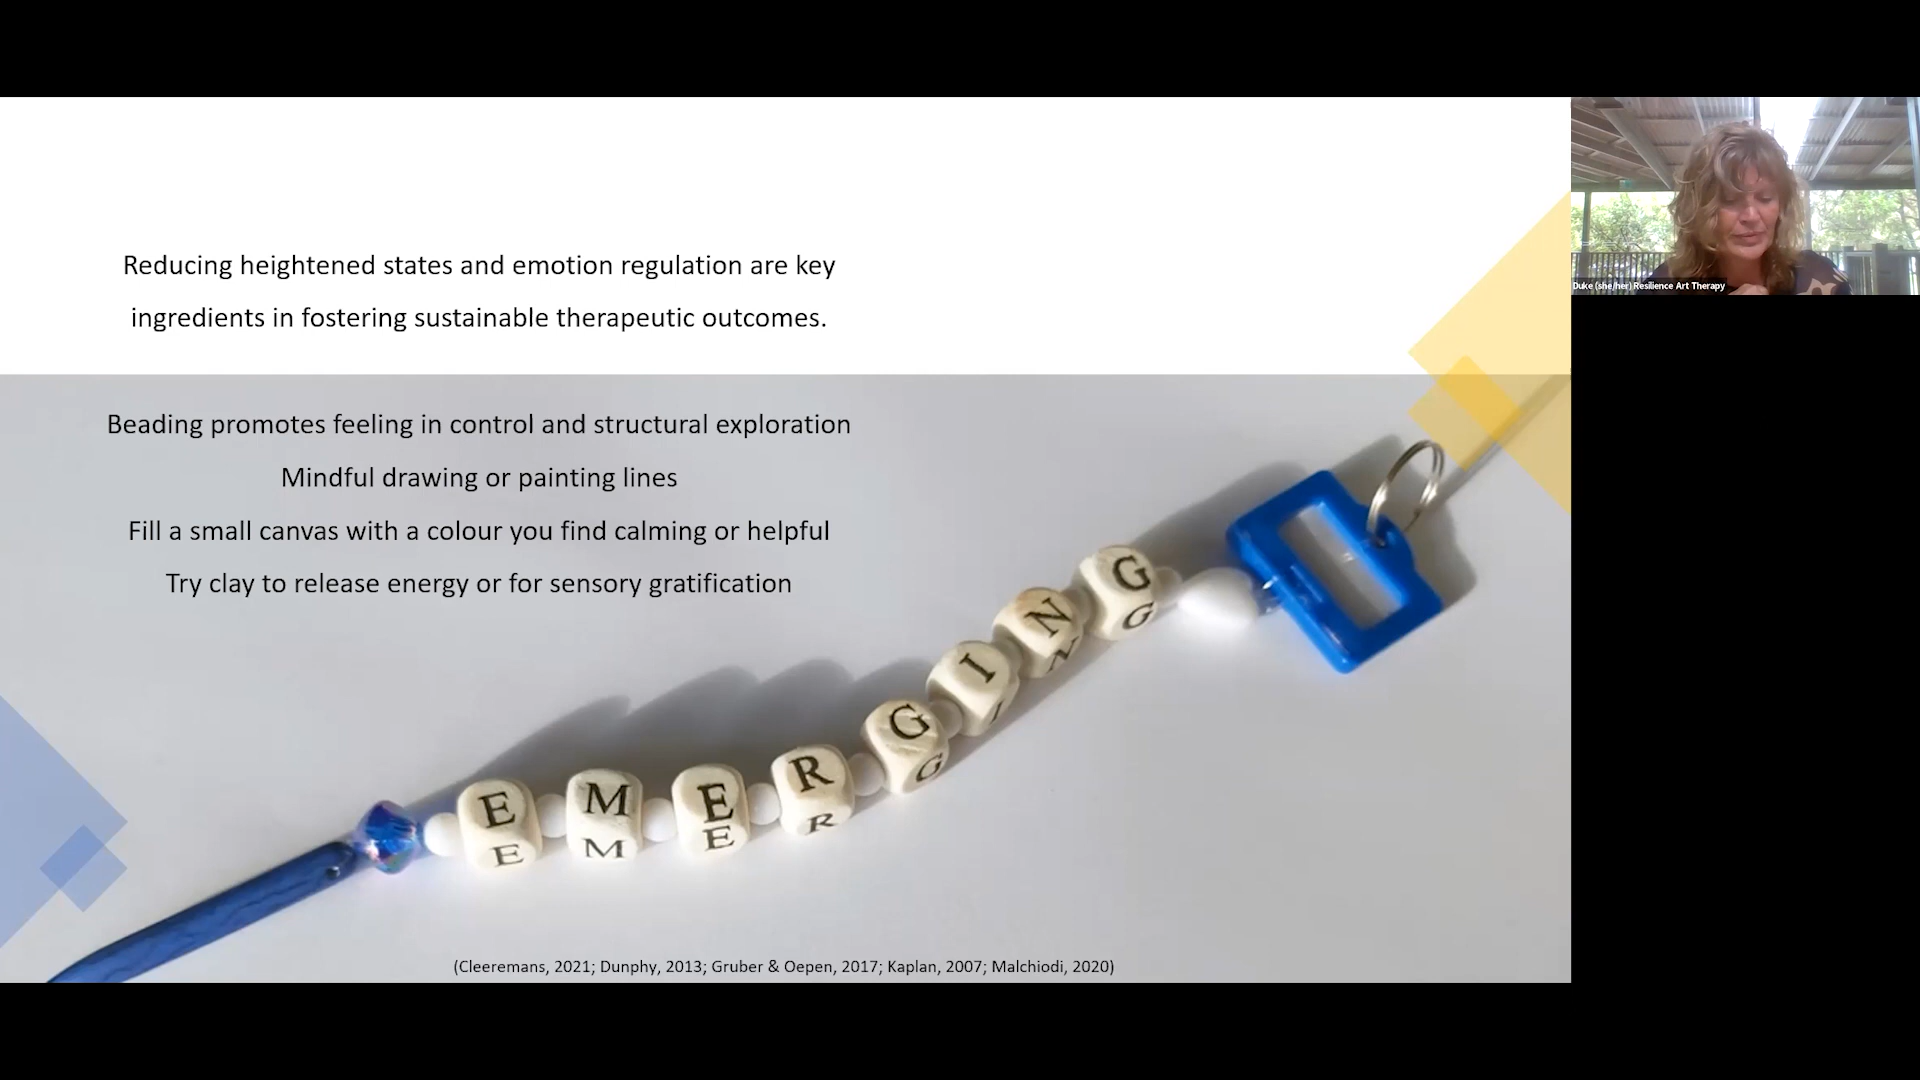 Reducing heightened states and emotion regulation are key
ingredients in fostering sustainable therapeutic outcomes.
Beading promotes feeling in control and structural exploration
Mindful drawing or painting lines
Fill a small canvas with a colour you find calming or helpful
Try clay to release energy or for sensory gratification
EMERGING
EMERGING
(Cleeremans, 2021; Dunphy, 2013; Gruber & Oepen, 2017; Kaplan, 2007; Malchiodi, 2020)
Duke (she/her) Resilience Art Therapy